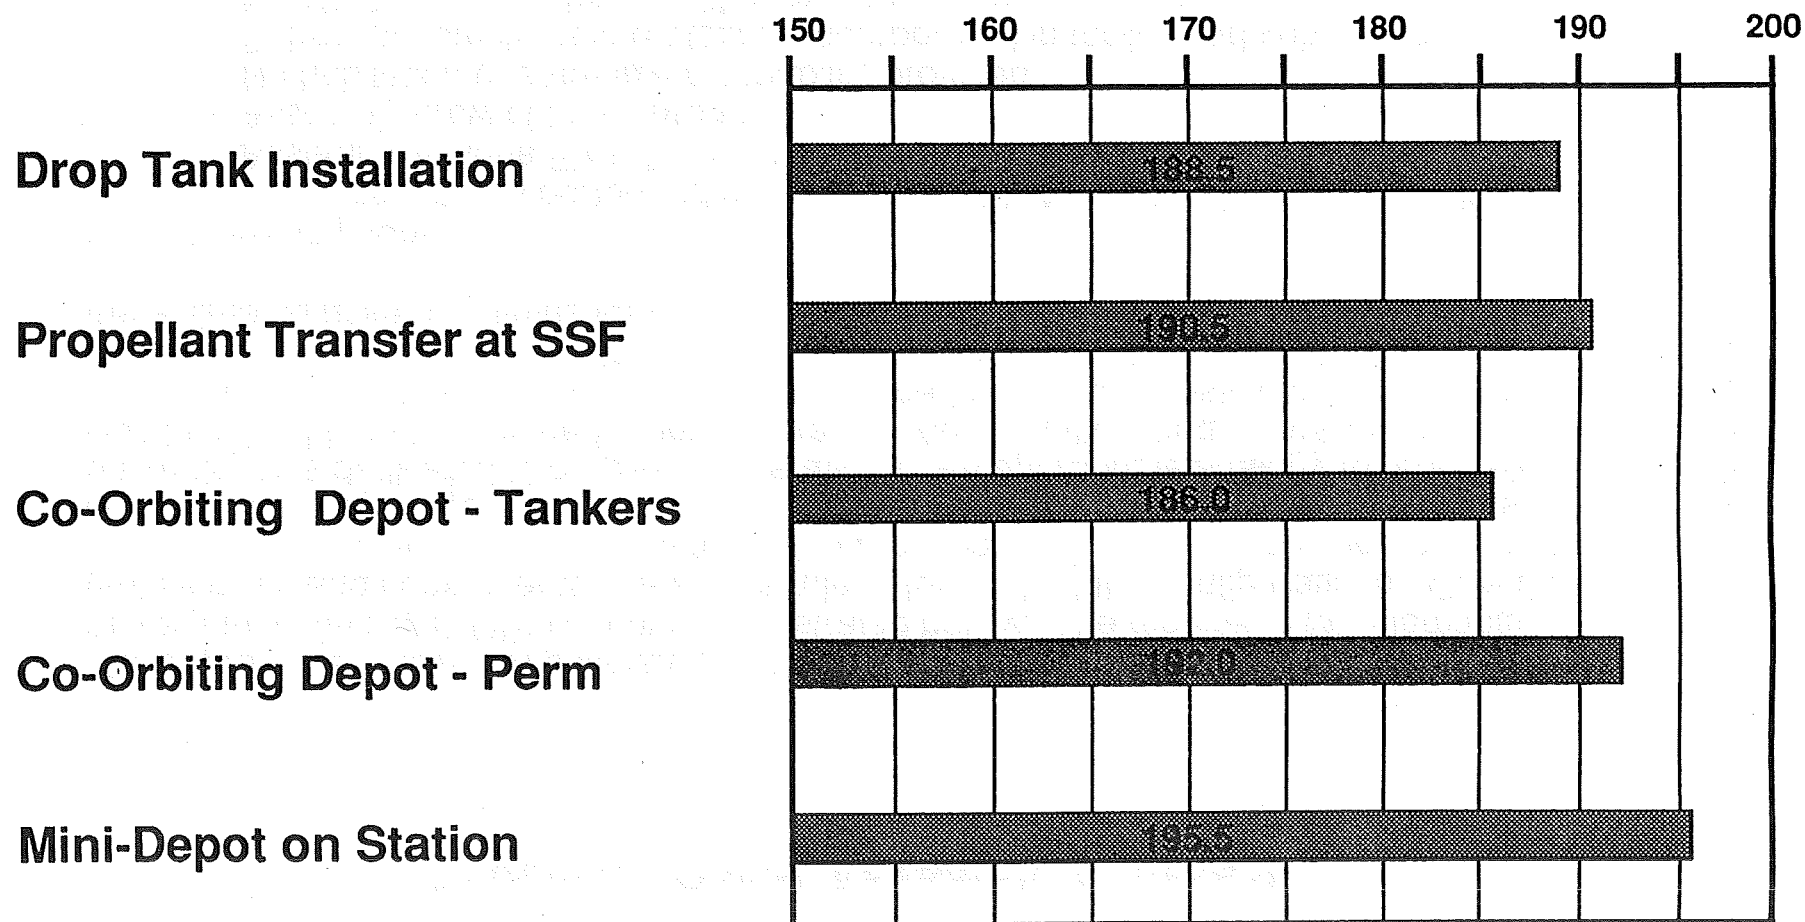 150 160 170 180 190 200
Drop Tank Installation 188.5
Propellant Transfer at SSF 190.5
Co-Orbiting Depot - Tankers 186.0
Co-Orbiting Depot - Perm 192.0
Mini-Depot on Station 195.5